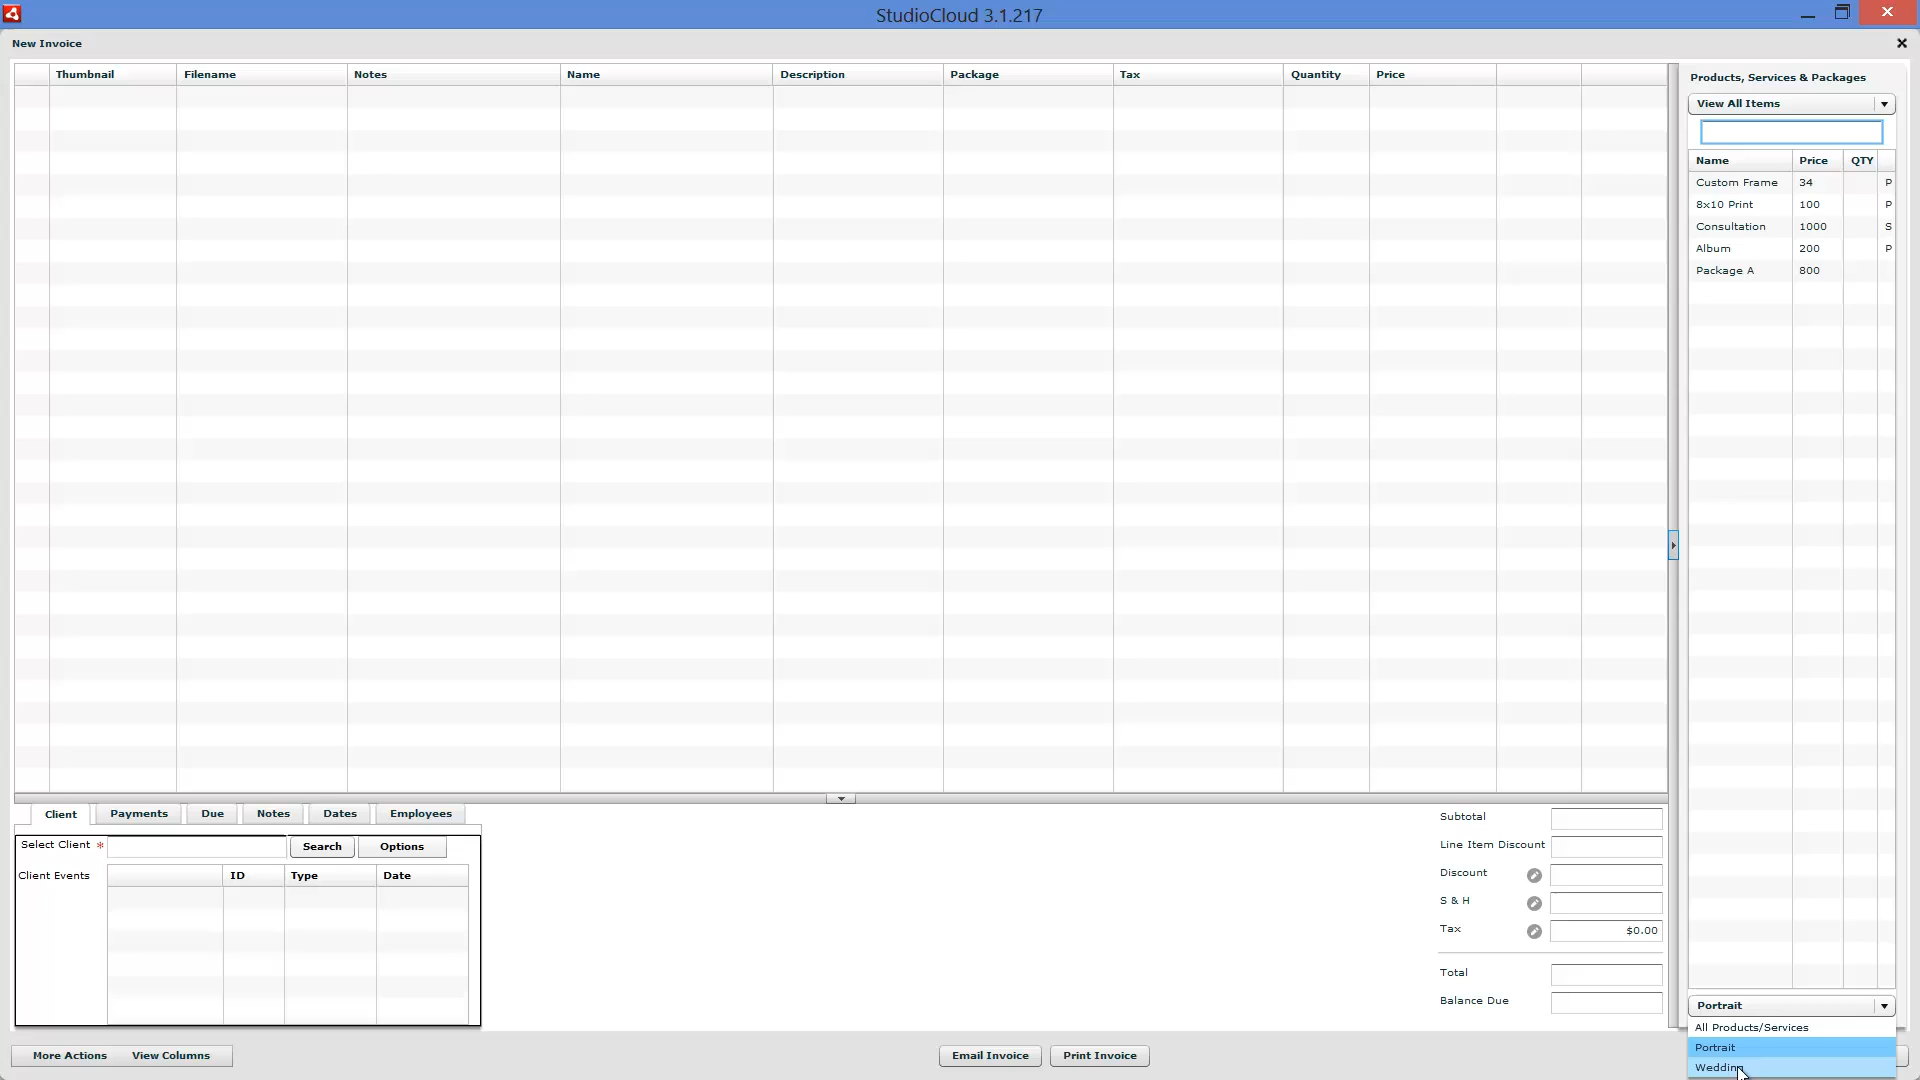 StudioCloud 3.1.217
New Invoice
Thumbnail Filename Notes Name Description Package Tax Quantity Price
Products, Services & Packages
View All Items
Name Price QTY
Custom Frame 34 P
8x10 Print 100 P
Consultation 1000 S
Album 200 P
Package A 800
Client Payments Due Notes Dates Employees
Select Client * Search Options
Client Events ID Type Date
Subtotal
Line Item Discount
Discount
S & H
Tax $0.00
Total
Balance Due
Portrait
All Products/Services
Portrait
Wedding
More Actions View Columns
Email Invoice Print Invoice